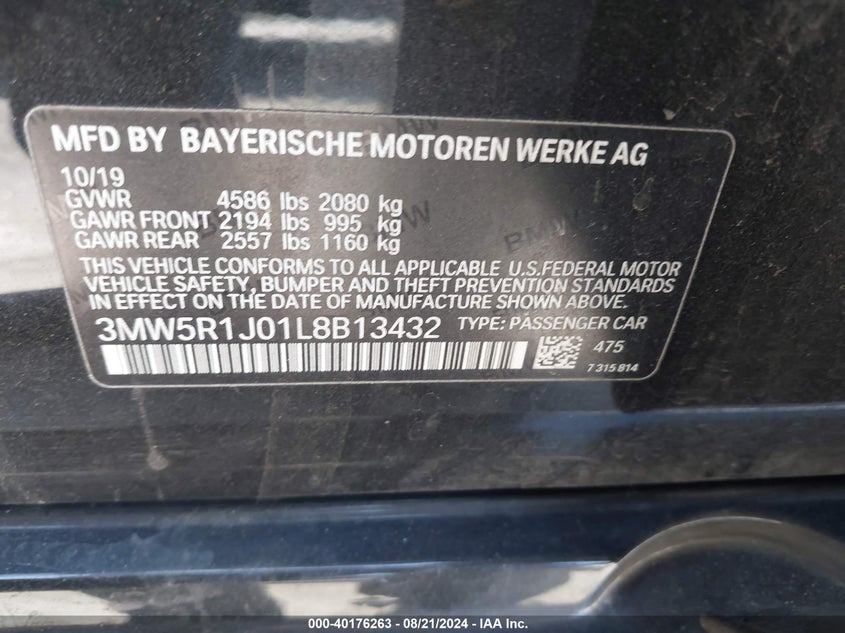 MFD BY BAYERISCHE MOTOREN WERKE AG
10/19
GVWR 4586 lbs 2080 kg
GAWR FRONT 2194 lbs 995 kg
GAWR REAR 2557 lbs 1160 kg
THIS VEHICLE CONFORMS TO ALL APPLICABLE U.S.FEDERAL MOTOR
VEHICLE SAFETY, BUMPER AND THEFT PREVENTION STANDARDS
IN EFFECT ON THE DATE OF MANUFACTURE SHOWN ABOVE.
3MW5R1J01L8B13432 TYPE: PASSENGER CAR
475
7 315 814
000-40176263 - 08/21/2024 - IAA Inc.